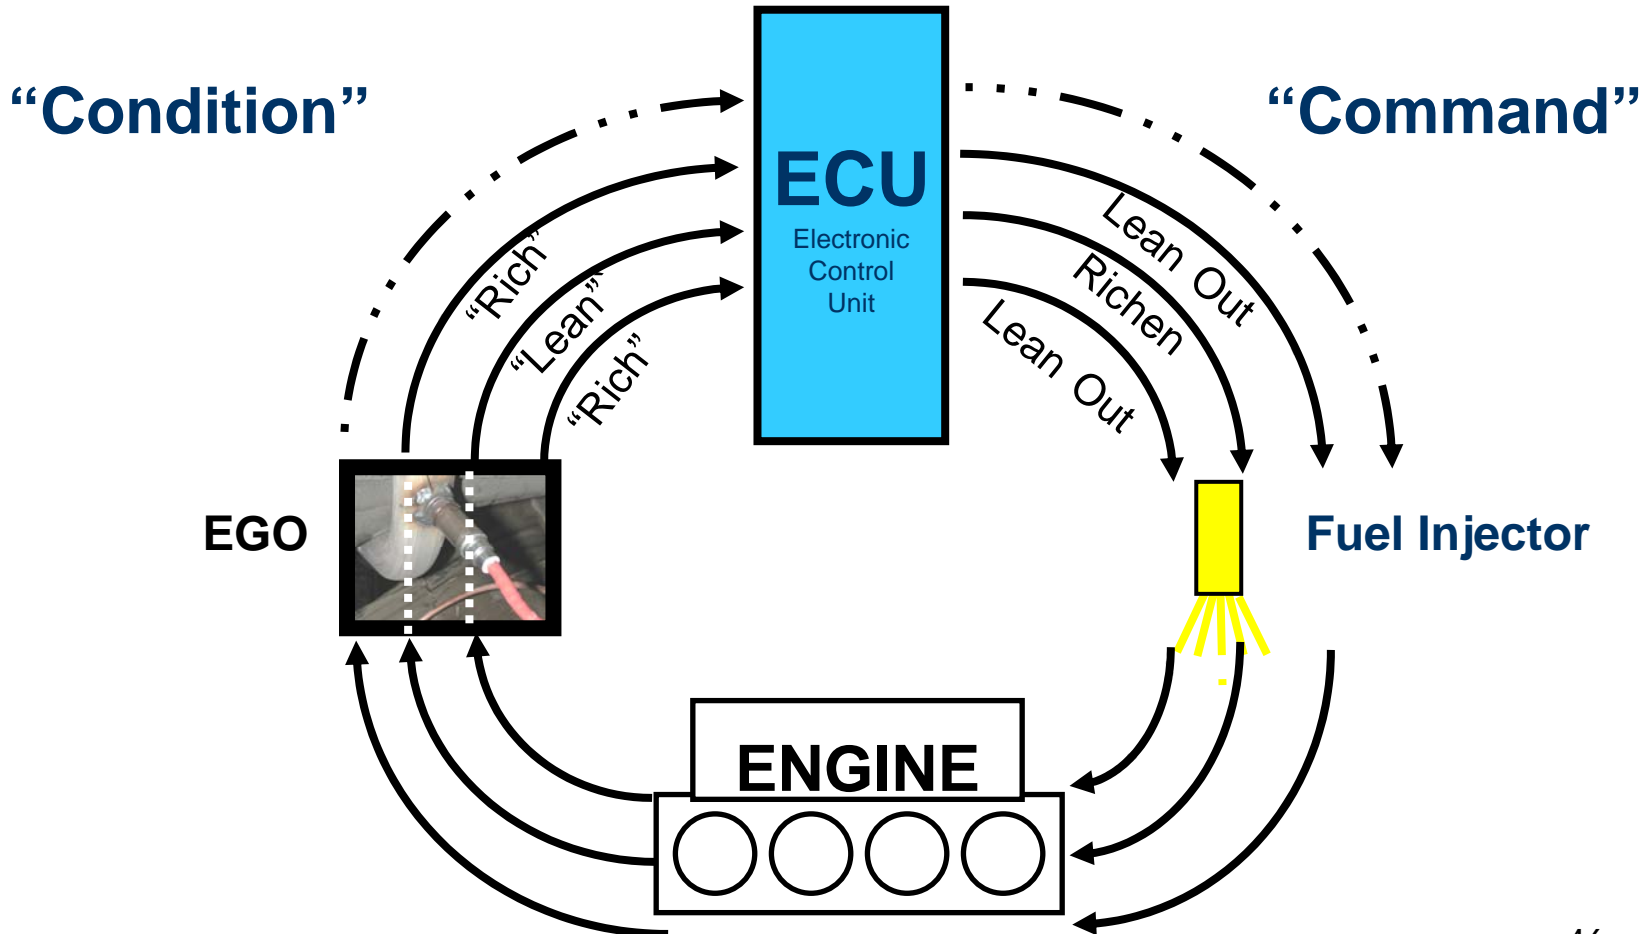 “Condition”
“Command”
ECU
Electronic
Control
Unit
“Rich”
“Lean”`
“Rich”
Lean Out
Richen
Lean Out
EGO
Fuel Injector
ENGINE